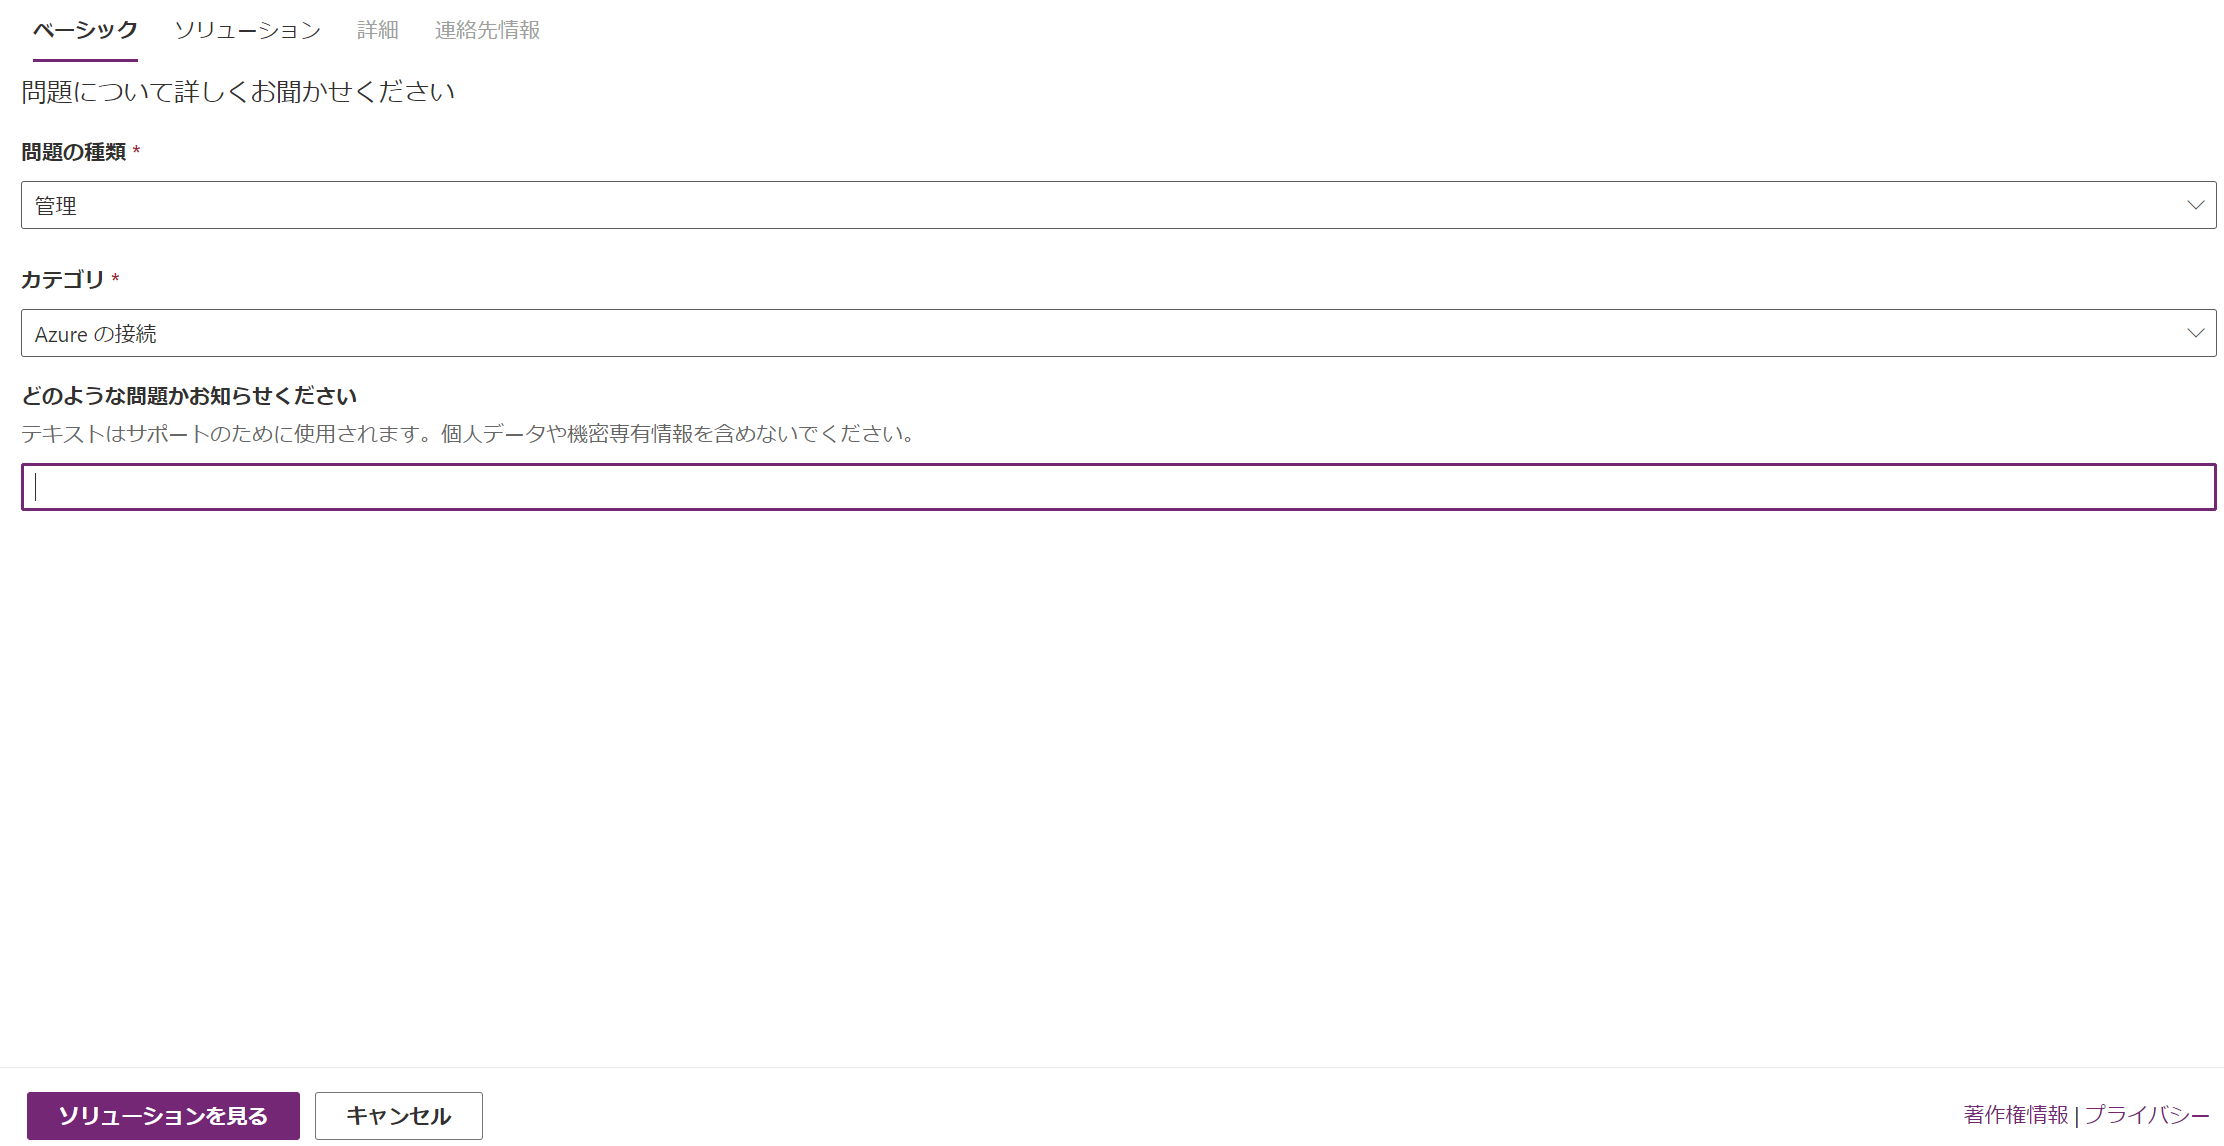 ベーシック ソリューション 詳細 連絡先情報
問題について詳しくお聞かせください
問題の種類 *
管理
カテゴリ *
Azure の接続
どのような問題かお知らせください
テキストはサポートのために使用されます。個人データや機密専有情報を含めないでください。
ソリューションを見る キャンセル 著作権情報 | プライバシー